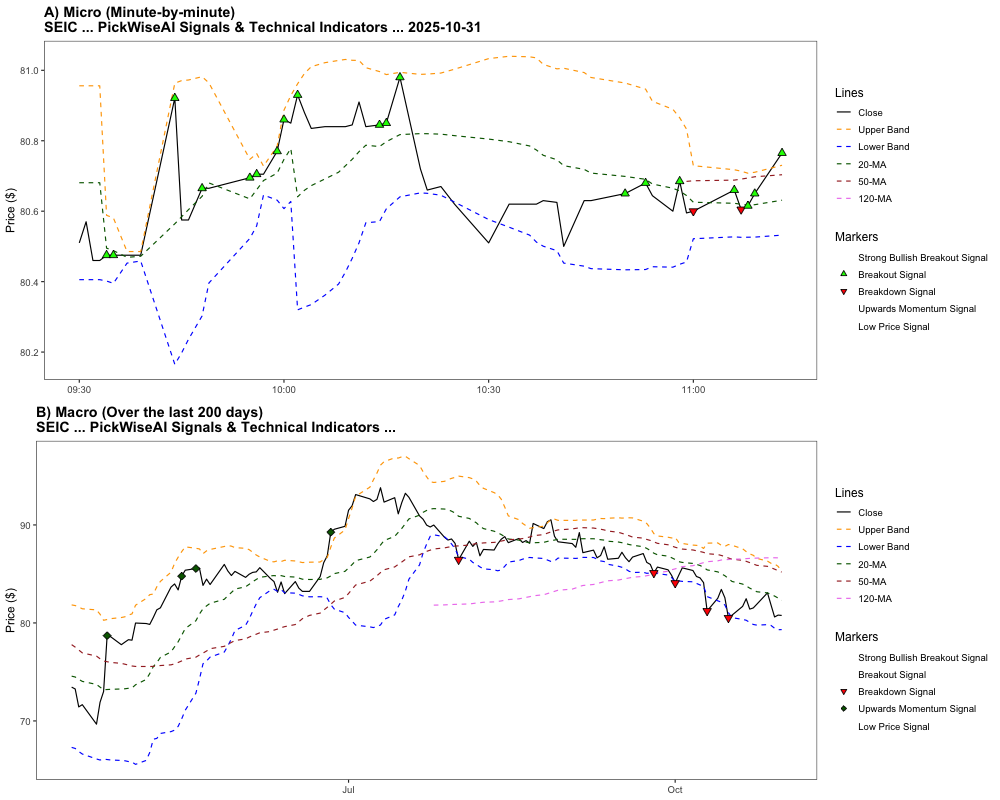 A) Micro (Minute-by-minute)
SEIC ... PickWiseAI Signals & Technical Indicators ... 2025-10-31
Price ($)
81.0
80.8
80.6
80.4
80.2
09:30
10:00
10:30
11:00
Lines
Close
Upper Band
Lower Band
20-MA
50-MA
120-MA
Markers
Strong Bullish Breakout Signal
Breakout Signal
Breakdown Signal
Upwards Momentum Signal
Low Price Signal
B) Macro (Over the last 200 days)
SEIC ... PickWiseAI Signals & Technical Indicators ...
Price ($)
90
80
70
Jul
Oct
Lines
Close
Upper Band
Lower Band
20-MA
50-MA
120-MA
Markers
Strong Bullish Breakout Signal
Breakout Signal
Breakdown Signal
Upwards Momentum Signal
Low Price Signal